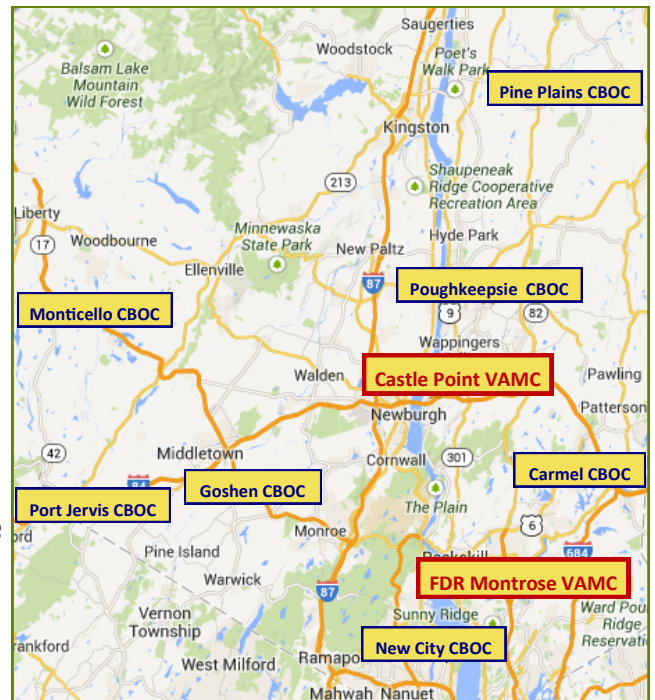 Saugerties
Woodstock
Poet's
Walk Park
Balsam Lake
Mountain
Wild Forest
Pine Plains CBOC
Kingston
213
Shaupeneak
Ridge Cooperative
Recreation Area
Liberty
17
Woodbourne
Minnewaska
State Park
Hyde Park
New Paltz
Ellenville
87
Poughkeepsie CBOC
Monticello CBOC
9
82
Wappingers
Castle Point VAMC
Walden
Pawling
Newburgh
Patterson
42
Middletown
Cornwall
301
Carmel CBOC
84
Goshen CBOC
The Plain
Port Jervis CBOC
6
Monroe
Pine Island
684
Warwick
87
FDR Montrose VAMC
Vernon
Township
Sunny Ridge
Ward Pou
Ridge
Reservati
New City CBOC
rankford
West Milford
Ramapo
Mahwah
Nanuet